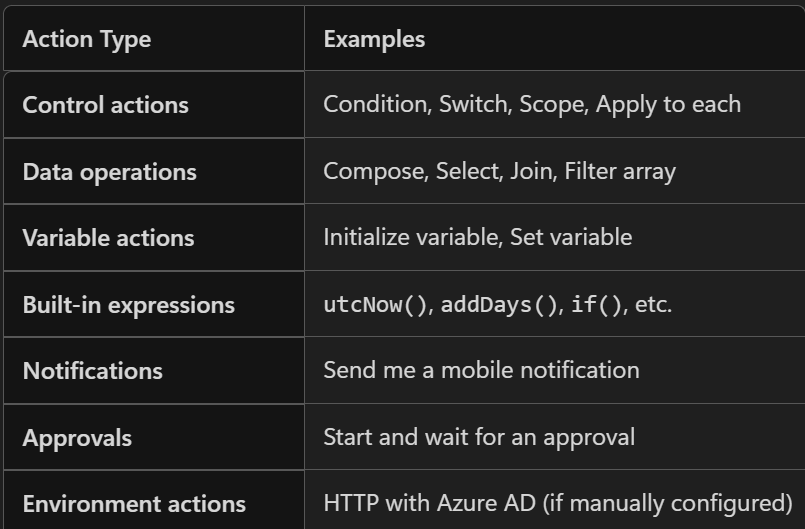 Action Type Examples
Control actions Condition, Switch, Scope, Apply to each
Data operations Compose, Select, Join, Filter array
Variable actions Initialize variable, Set variable
Built-in expressions utcNow(), addDays(), if(), etc.
Notifications Send me a mobile notification
Approvals Start and wait for an approval
Environment actions HTTP with Azure AD (if manually configured)